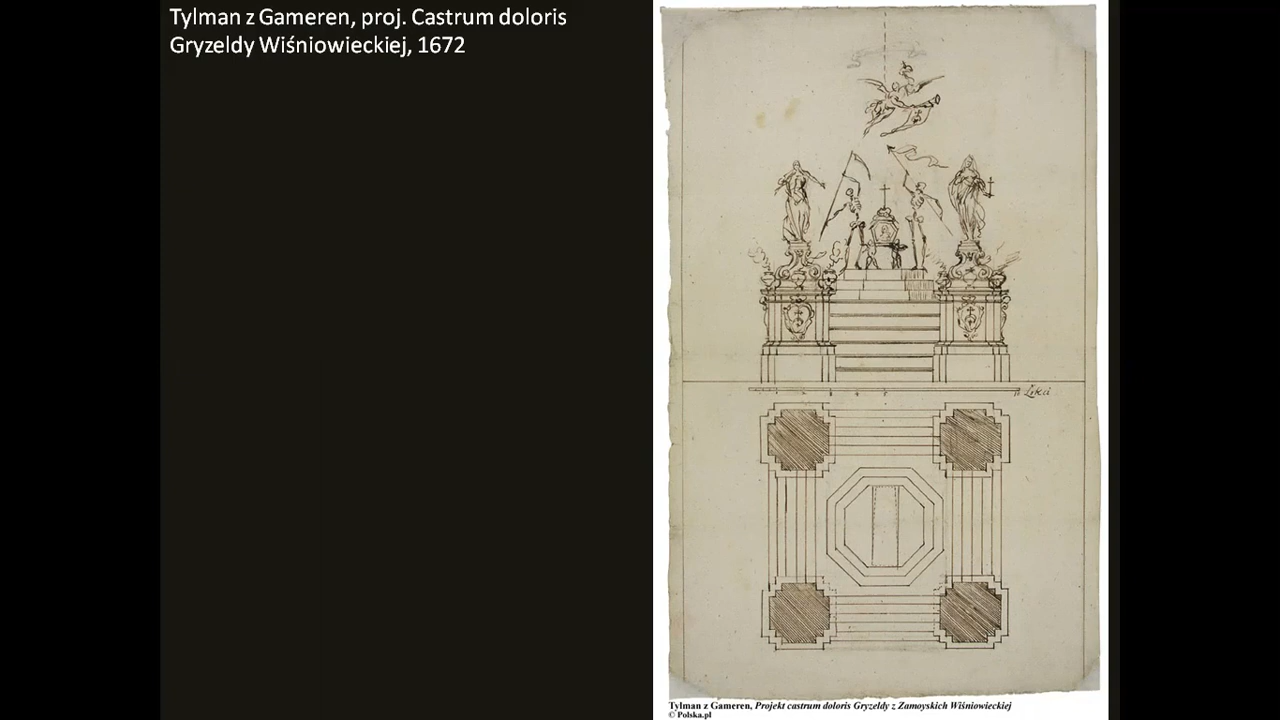 Tylman z Gameren, proj. Castrum doloris
Gryzeldy Wiśniowieckiej, 1672
Tylman z Gameren, Projekt castrum doloris Gryzeldy z Zamoyskich Wiśniowieckiej
© Polska.pl